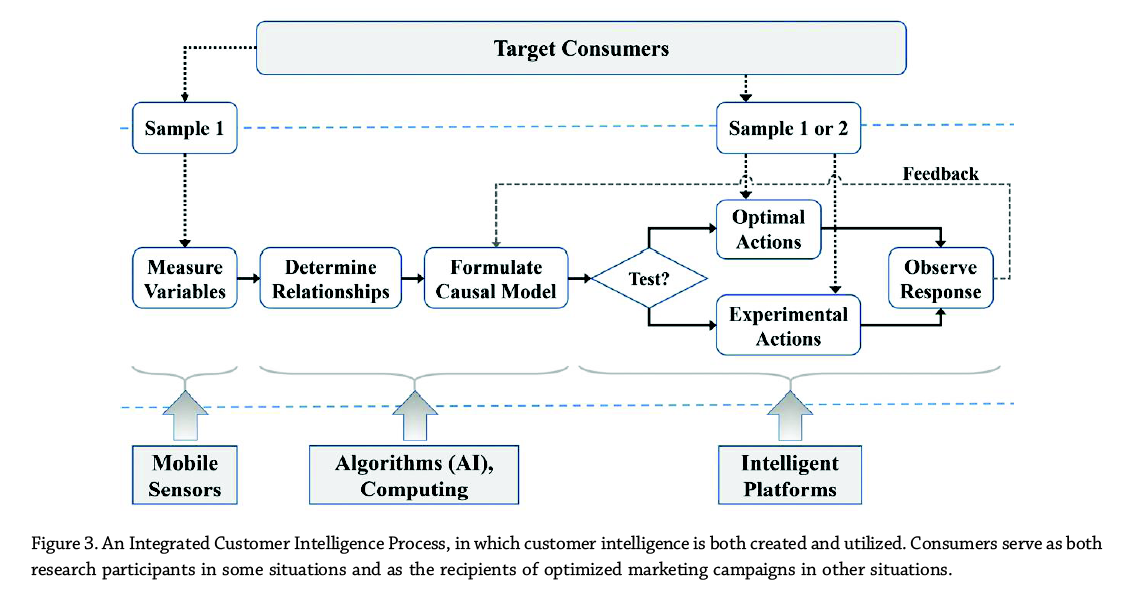 Target Consumers
Sample 1
Sample 1 or 2
Feedback
Optimal
Actions
Measure
Variables
Determine
Relationships
Formulate
Causal Model
Test?
Observe
Response
Experimental
Actions
Mobile
Sensors
Algorithms (AI),
Computing
Intelligent
Platforms
Figure 3. An Integrated Customer Intelligence Process, in which customer intelligence is both created and utilized. Consumers serve as both
research participants in some situations and as the recipients of optimized marketing campaigns in other situations.